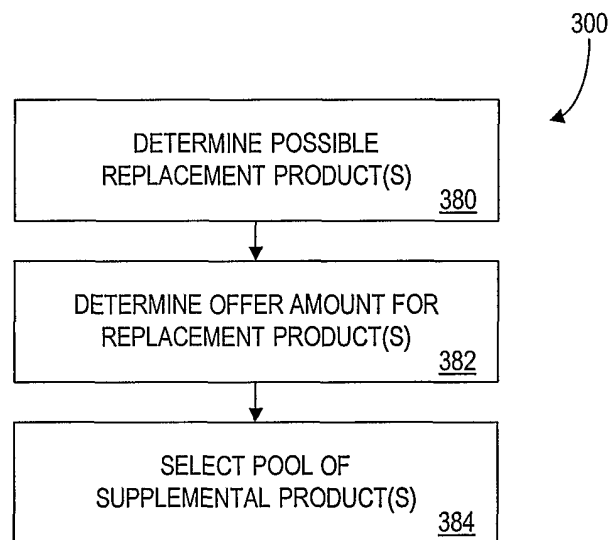 300
DETERMINE POSSIBLE
REPLACEMENT PRODUCT(S)
380
DETERMINE OFFER AMOUNT FOR
REPLACEMENT PRODUCT(S)
382
SELECT POOL OF
SUPPLEMENTAL PRODUCT(S)
384